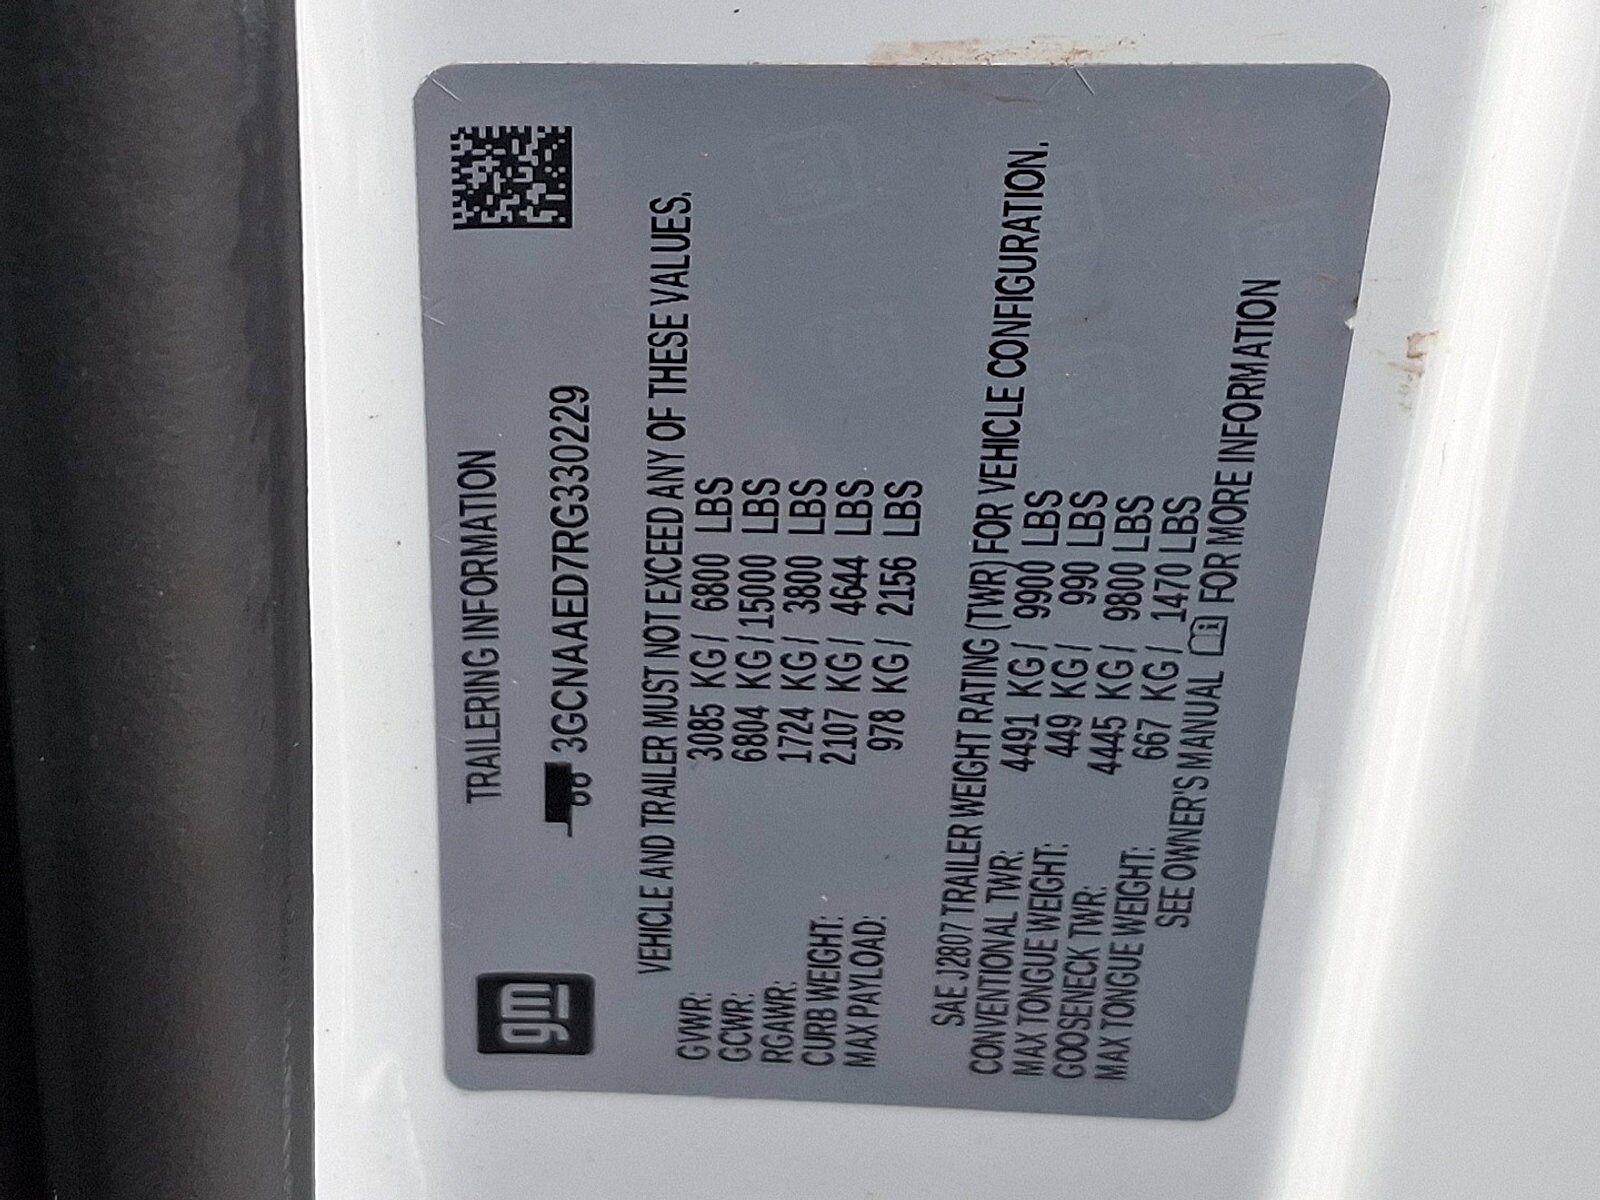 gm
TRAILERING INFORMATION
3GCNAAED7RG330229
VEHICLE AND TRAILER MUST NOT EXCEED ANY OF THESE VALUES.
GVWR: 3085 KG / 6800 LBS
GCWR: 6804 KG / 15000 LBS
RGAWR: 1724 KG / 3800 LBS
CURB WEIGHT: 2107 KG / 4644 LBS
MAX PAYLOAD: 978 KG / 2156 LBS
SAE J2807 TRAILER WEIGHT RATING (TWR) FOR VEHICLE CONFIGURATION.
CONVENTIONAL TWR: 4491 KG / 9900 LBS
MAX TONGUE WEIGHT: 449 KG / 990 LBS
GOOSENECK TWR: 4445 KG / 9800 LBS
MAX TONGUE WEIGHT: 667 KG / 1470 LBS
SEE OWNER'S MANUAL FOR MORE INFORMATION